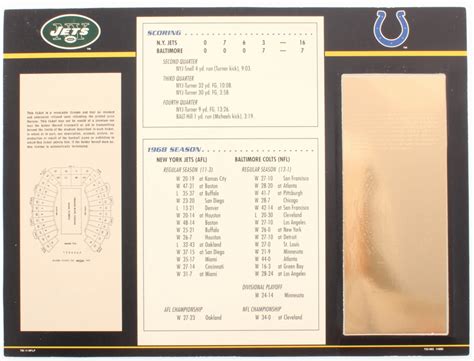 JETS
NY
SCORING
N.Y. JETS 0 7 6 3 — 16
BALTIMORE 0 0 0 7 — 7
SECOND QUARTER
NYJ-Snell 4 yd. run (Turner kick), 9:03.
THIRD QUARTER
NYJ-Turner 32 yd. FG, 10:08
NYJ-Turner 30 yd. FG, 3:58
FOURTH QUARTER
NYJ-Turner 9 yd. FG, 13:26
BALT-Hill 1 yd. run (Michaels kick), 3:19.
1968 SEASON
NEW YORK JETS (AFL)
REGULAR SEASON (11-3)
W 20-19 at Kansas City
W 47-31 at Boston
L 35-37 at Buffalo
W 23-20 San Diego
L 13-21 Denver
W 20-14 at Houston
W 48-14 Boston
W 25-21 Buffalo
W 26-7 Houston
L 32-43 at Oakland
W 37-15 at San Diego
W 35-17 Miami
W 27-14 Cincinnati
W 31-7 at Miami
AFL CHAMPIONSHIP
W 27-23 Oakland
BALTIMORE COLTS (NFL)
REGULAR SEASON (13-1)
W 27-10 San Francisco
W 28-20 at Atlanta
W 41-7 at Pittsburgh
W 28-7 Chicago
W 42-14 at San Francisco
L 20-30 Cleveland
W 27-10 Los Angeles
W 26-0 at New York
W 27-10 at Detroit
W 27-0 St. Louis
W 21-9 Minnesota
W 44-0 Atlanta
W 16-3 at Green Bay
W 28-24 at Los Angeles
DIVISIONAL PLAYOFF
W 24-14 Minnesota
NFL CHAMPIONSHIP
W 34-0 at Cleveland